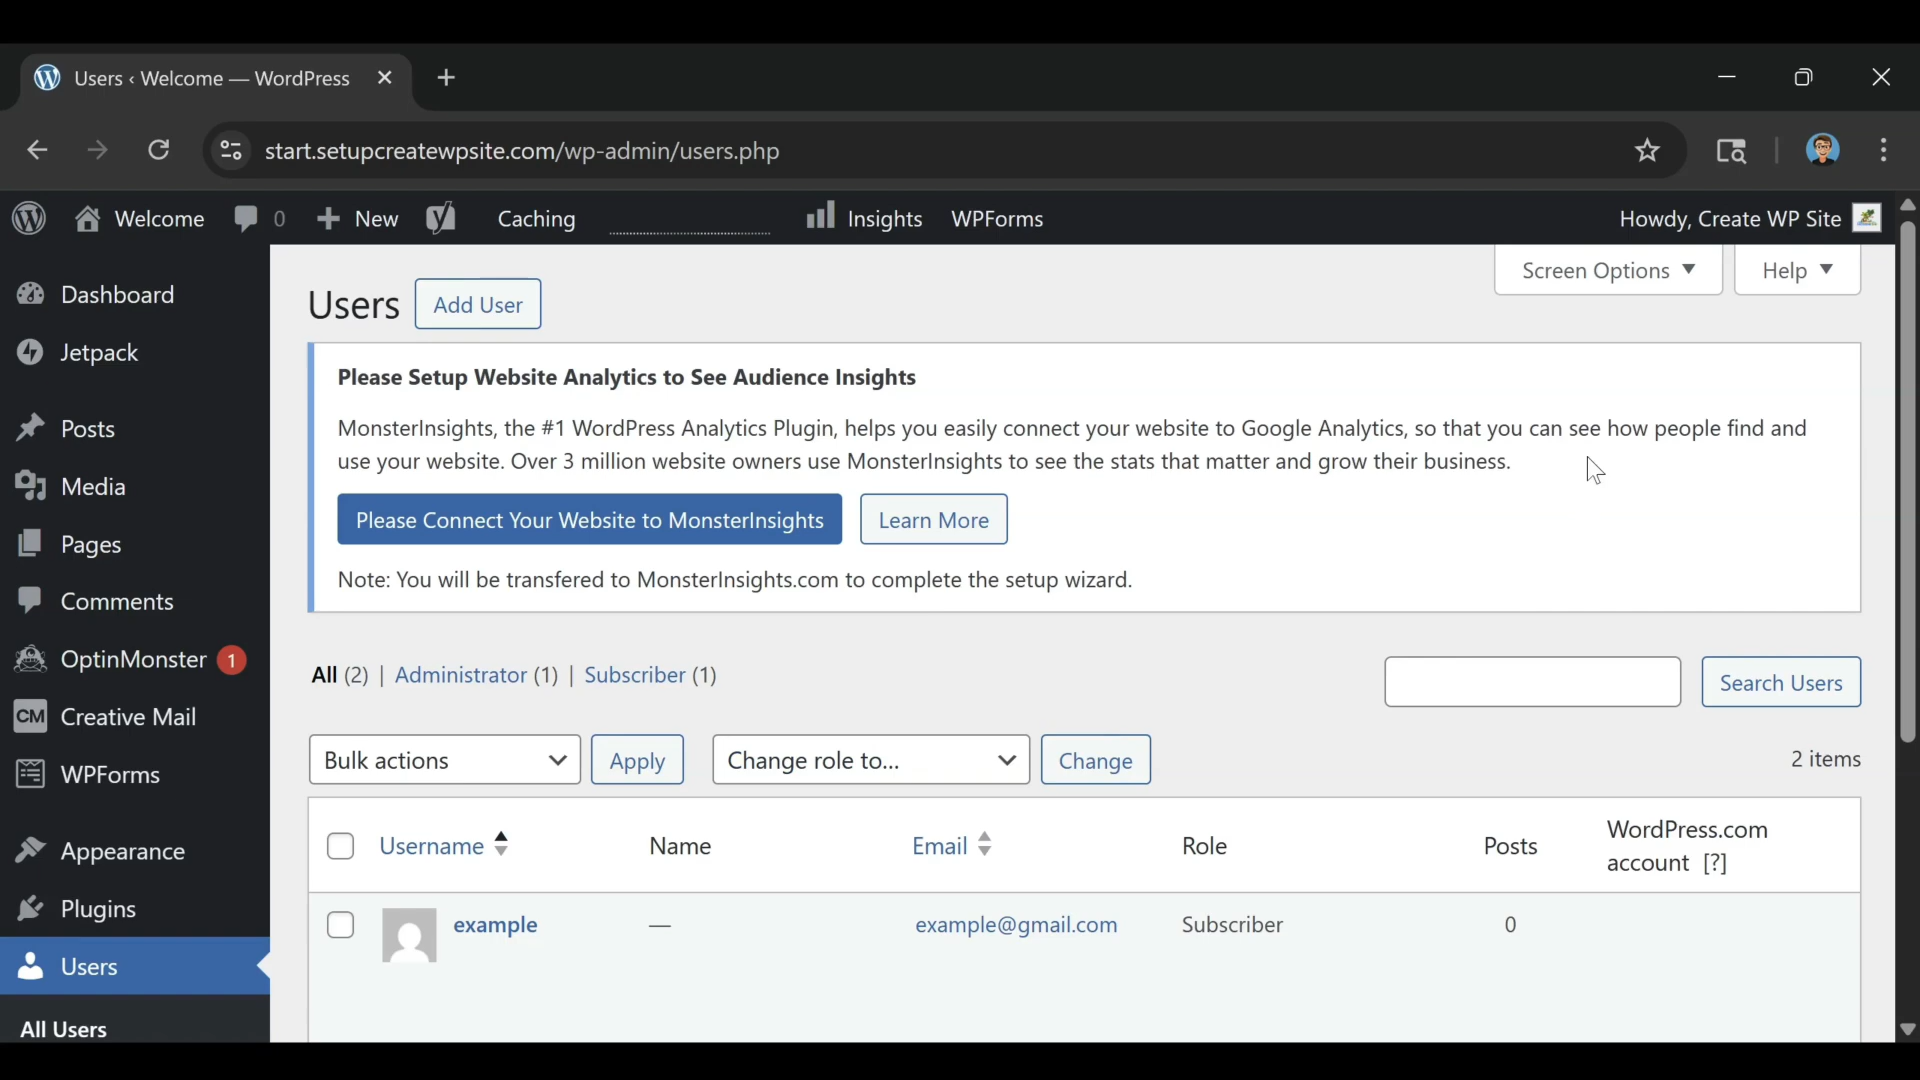 Users ‹ Welcome — WordPress
start.setupcreatewpsite.com/wp-admin/users.php
Welcome 0 New Caching Insights WPForms Howdy, Create WP Site
Screen Options Help
Dashboard
Jetpack
Posts
Media
Pages
Comments
OptinMonster 1
CM Creative Mail
WPForms
Appearance
Plugins
Users
All Users
Users Add User
Please Setup Website Analytics to See Audience Insights
MonsterInsights, the #1 WordPress Analytics Plugin, helps you easily connect your website to Google Analytics, so that you can see how people find and
use your website. Over 3 million website owners use MonsterInsights to see the stats that matter and grow their business.
Please Connect Your Website to MonsterInsights Learn More
Note: You will be transfered to MonsterInsights.com to complete the setup wizard.
All (2) | Administrator (1) | Subscriber (1) Search Users
Bulk actions Apply Change role to... Change 2 items
Username Name Email Role Posts WordPress.com
account [?]
example — example@gmail.com Subscriber 0